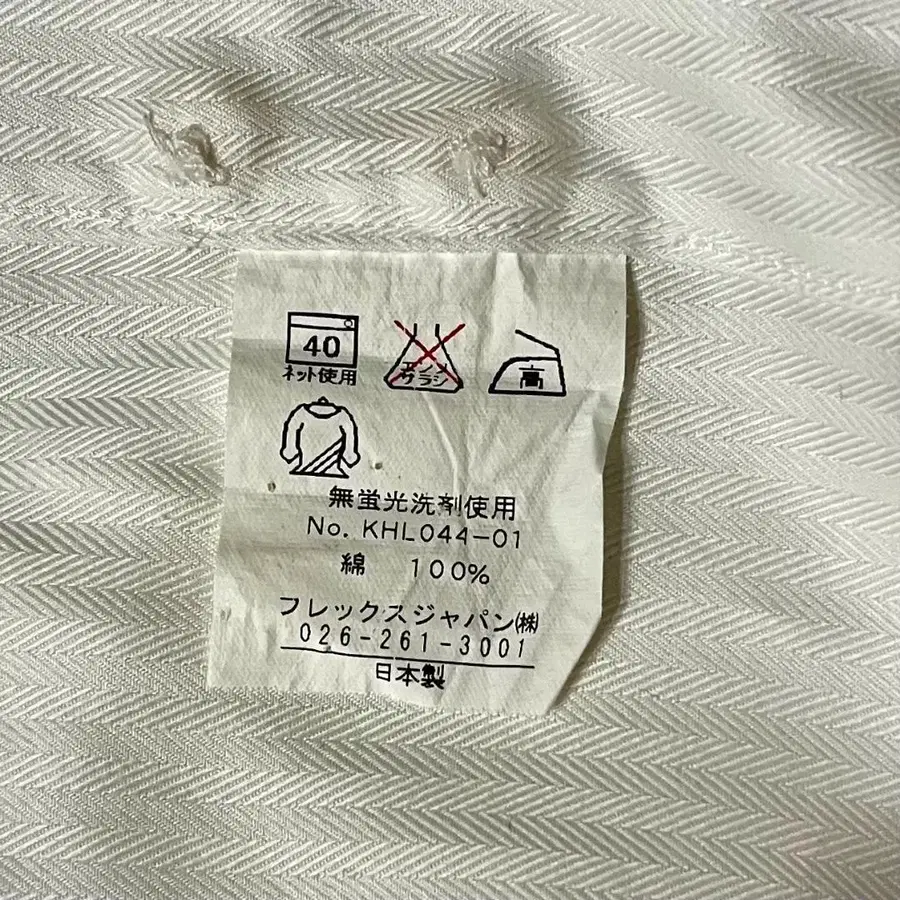 40
ネット使用
エンソ
サラシ
高
無蛍光洗剤使用
No. KHL044-01
綿 100%
フレックスジャパン㈱
026-261-3001
日本製